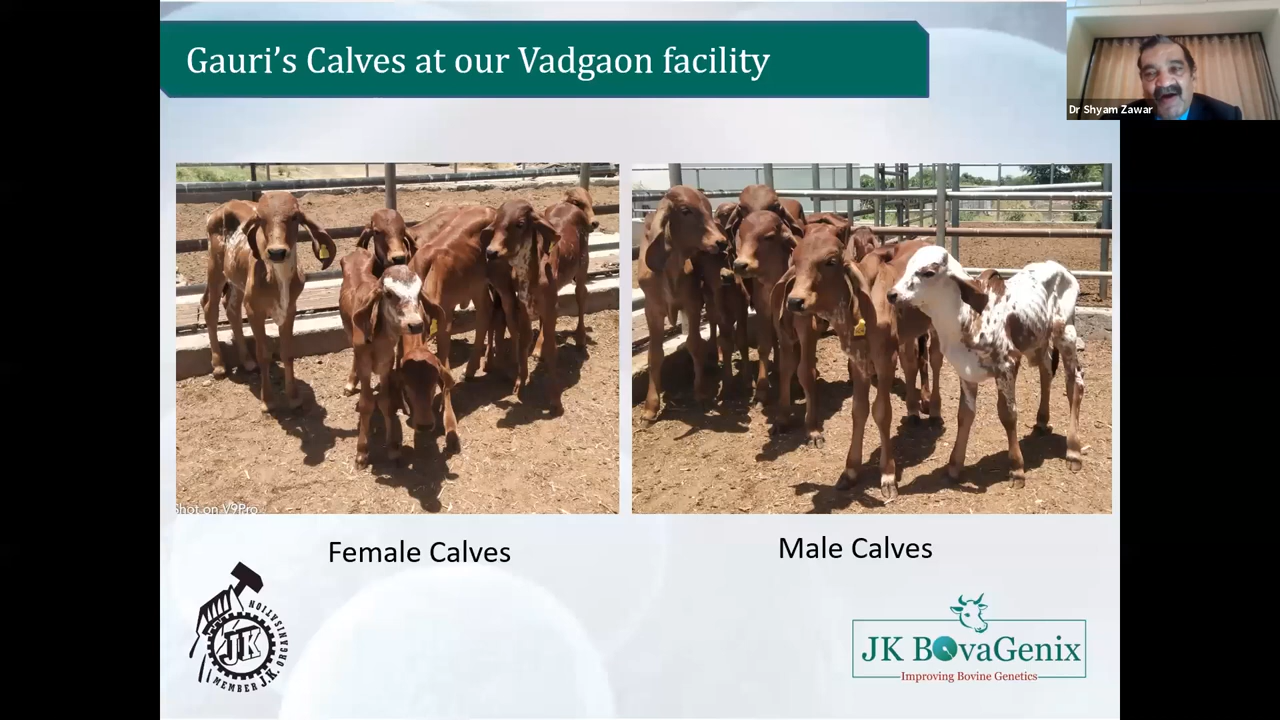 Gauri’s Calves at our Vadgaon facility
Dr Shyam Zawar
Shot on V9Pro
Female Calves
Male Calves
JK
MEMBER J.K. ORGANISATION
JK BovaGenix
Improving Bovine Genetics